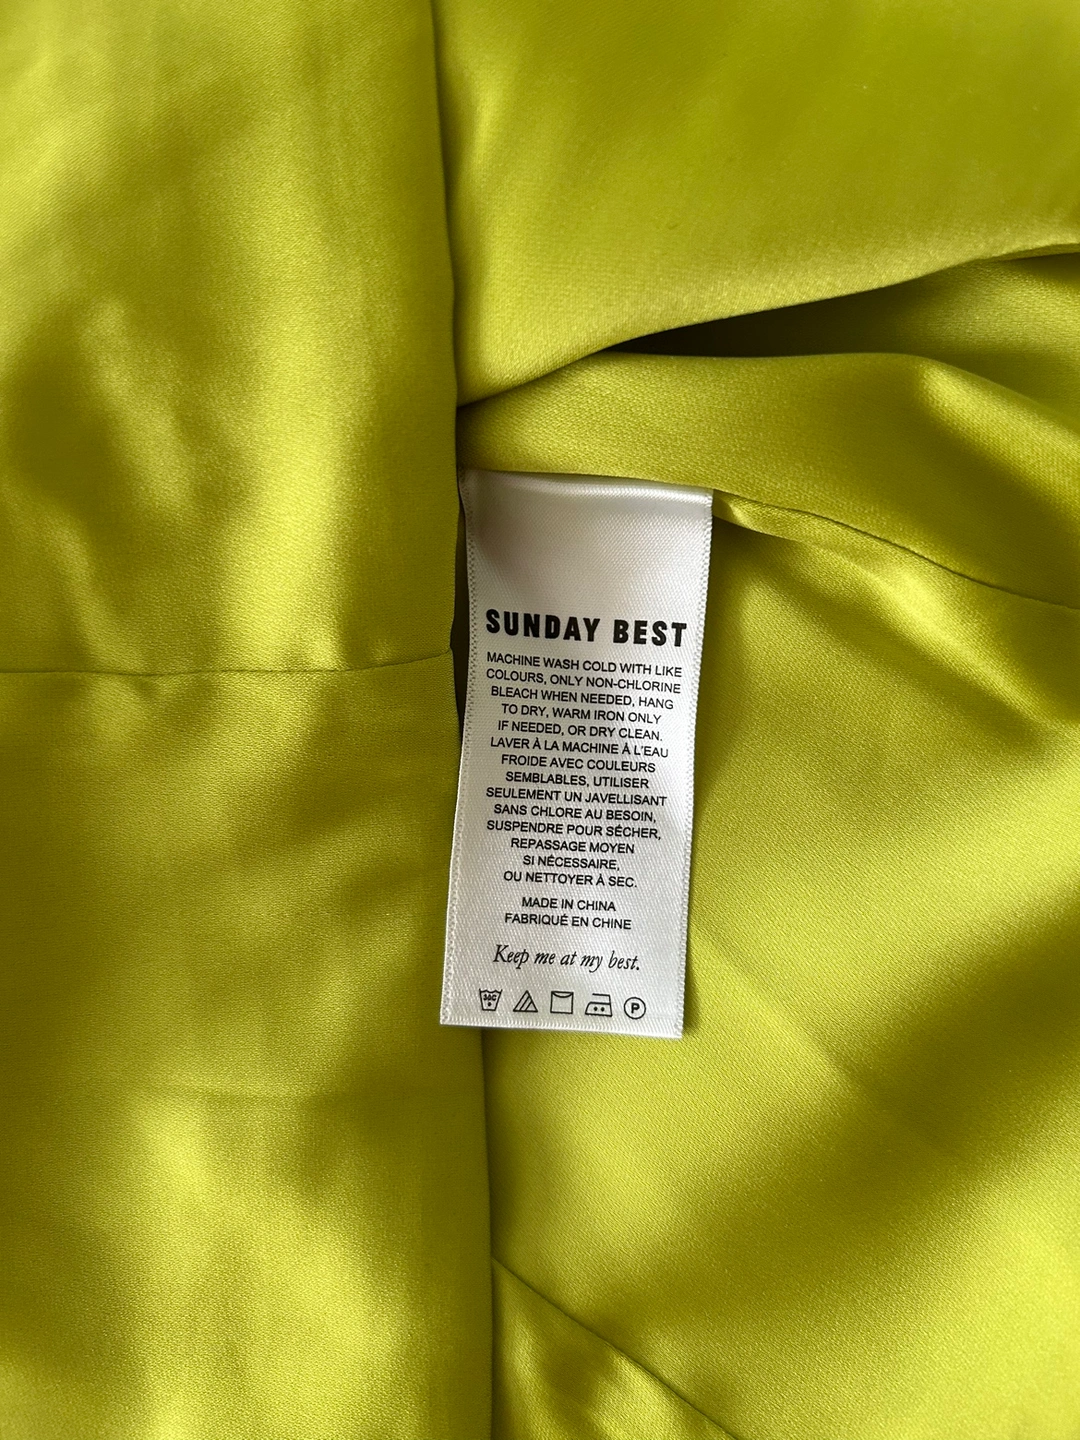 SUNDAY BEST
MACHINE WASH COLD WITH LIKE
COLOURS, ONLY NON-CHLORINE
BLEACH WHEN NEEDED, HANG
TO DRY, WARM IRON ONLY
IF NEEDED, OR DRY CLEAN.
LAVER À LA MACHINE À L'EAU
FROIDE AVEC COULEURS
SEMBLABLES, UTILISER
SEULEMENT UN JAVELLISANT
SANS CHLORE AU BESOIN,
SUSPENDRE POUR SÉCHER,
REPASSAGE MOYEN
SI NÉCESSAIRE,
OU NETTOYER À SEC.
MADE IN CHINA
FABRIQUÉ EN CHINE
Keep me at my best.
30C P